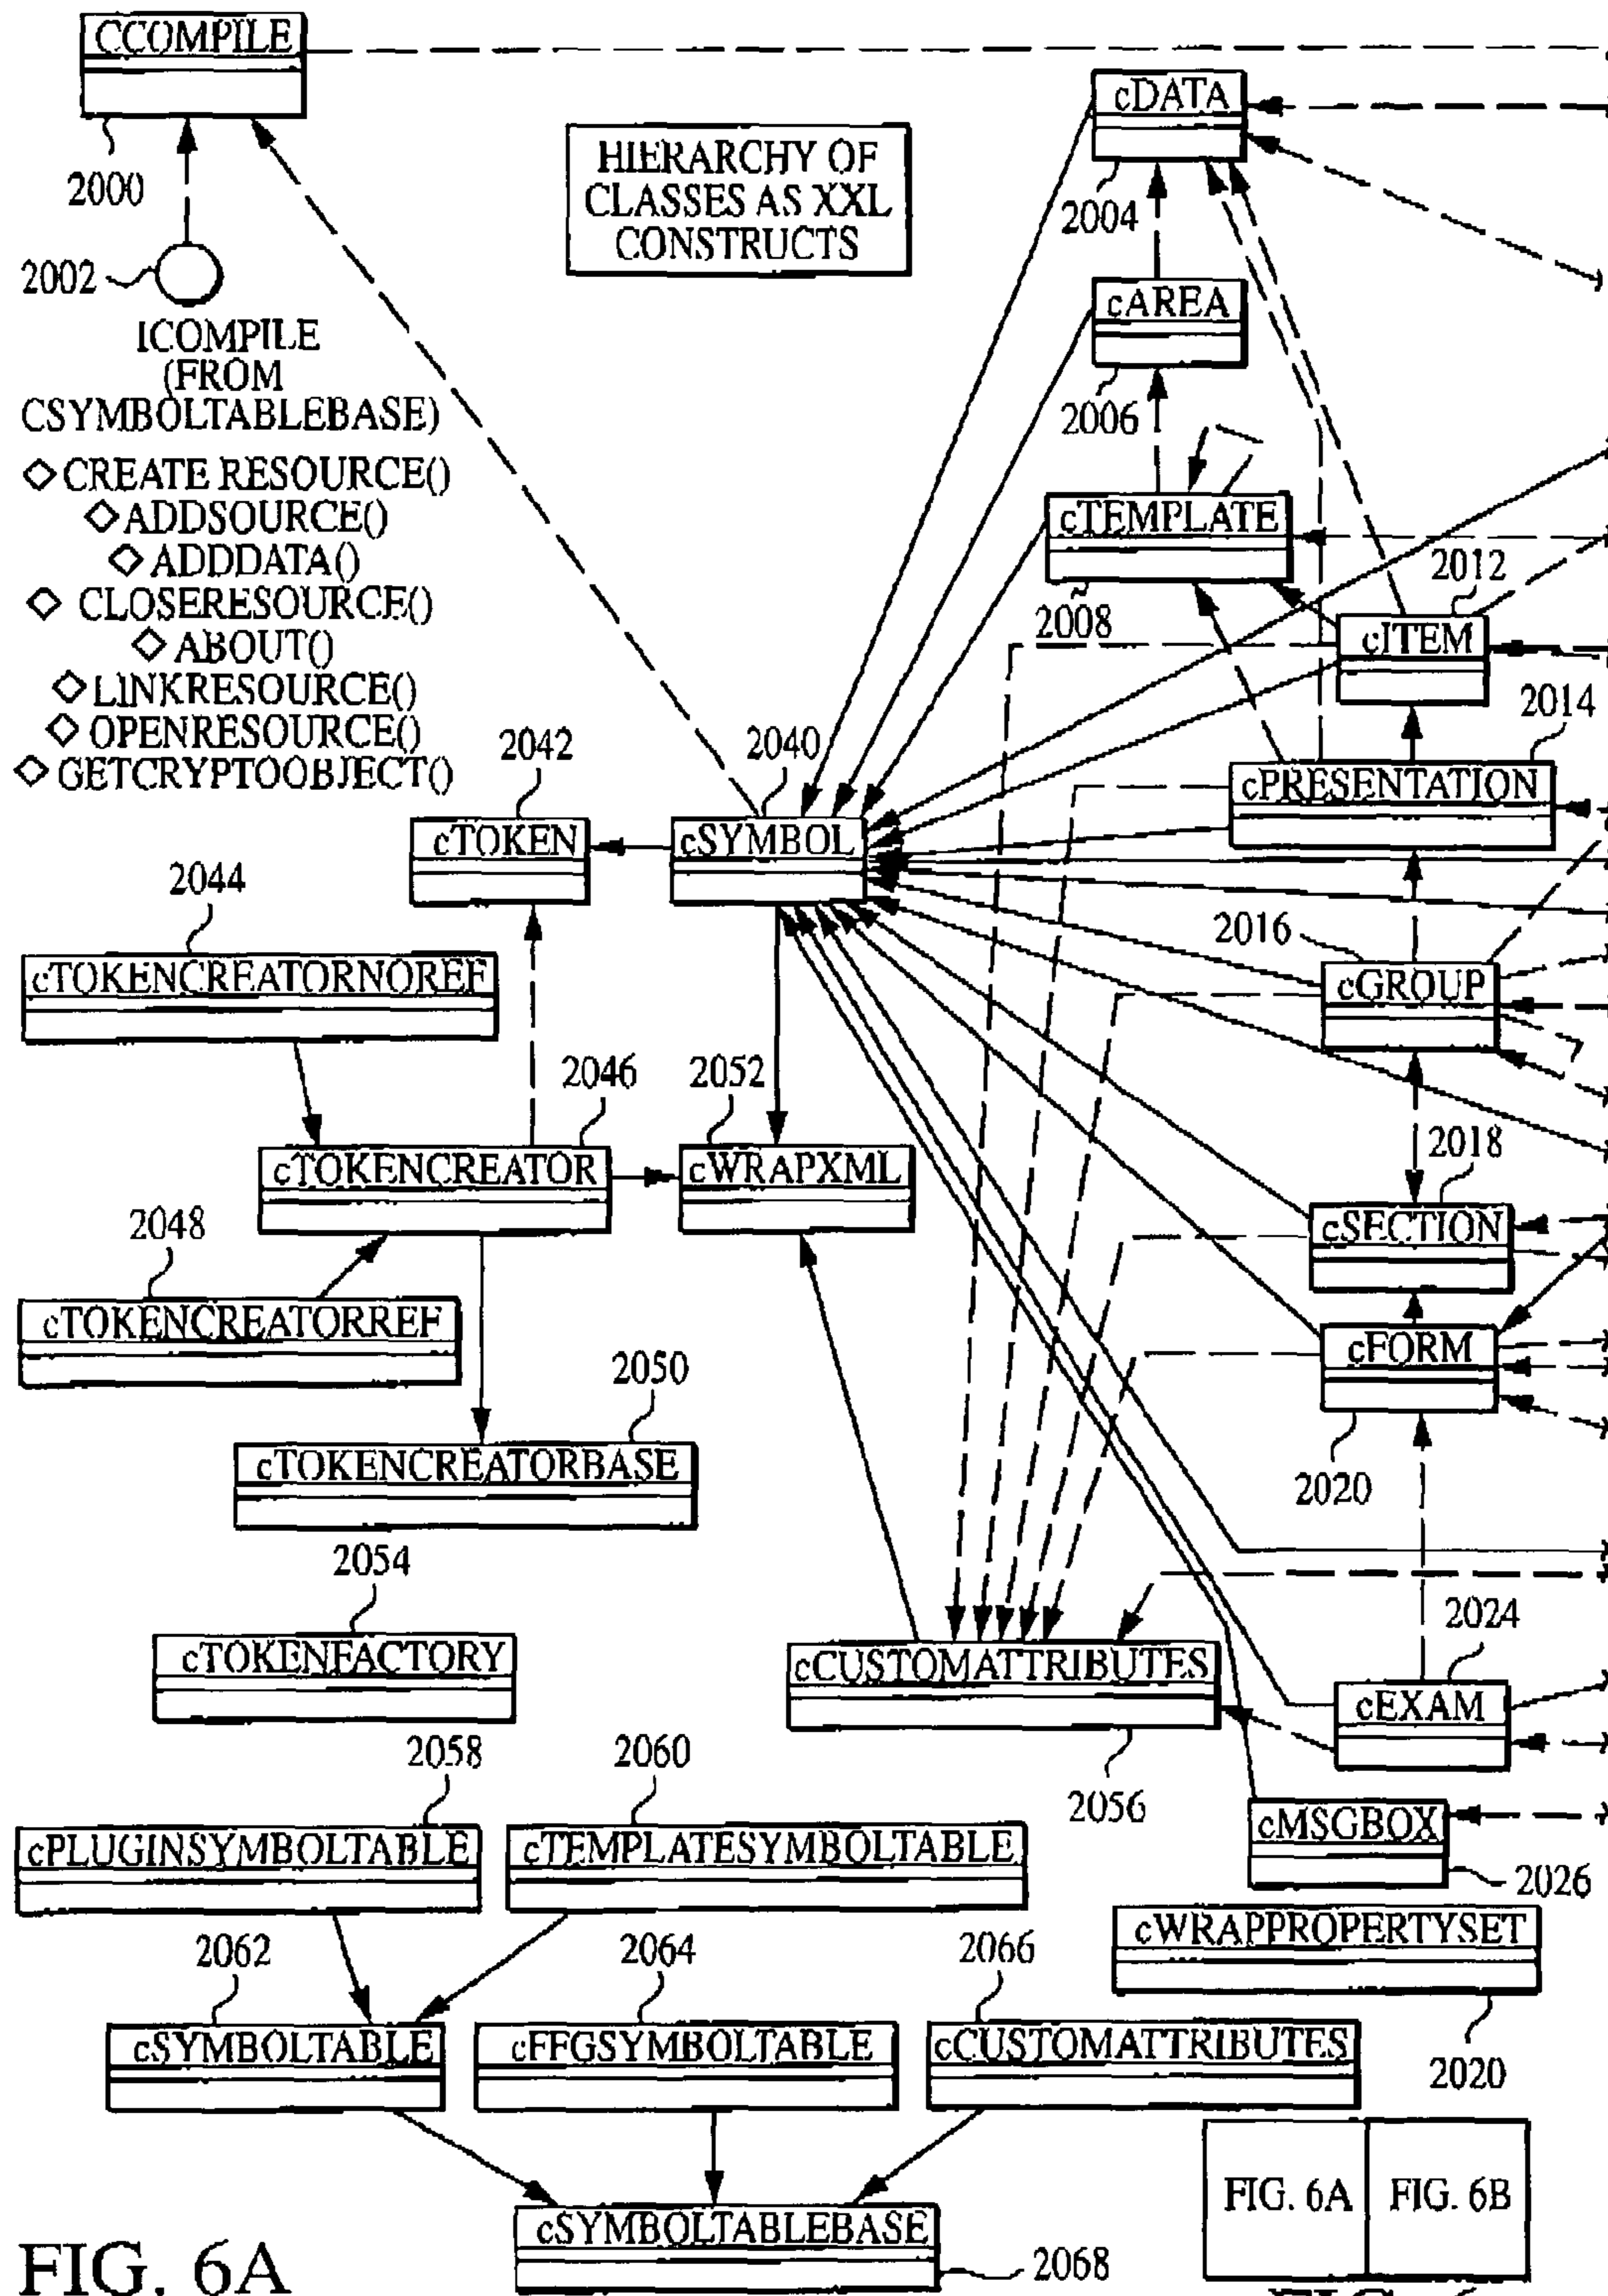 CCOMPILE
2000
2002
ICOMPILE
(FROM
CSYMBOLTABLEBASE)
◇ CREATE RESOURCE()
◇ ADDSOURCE()
◇ ADDDATA()
◇ CLOSERESOURCE()
◇ ABOUT()
◇ LINKRESOURCE()
◇ OPENRESOURCE()
◇ GETCRYPTOOBJECT()
HIERARCHY OF
CLASSES AS XXL
CONSTRUCTS
cDATA
2004
cAREA
2006
cTEMPLATE
2008
2012
cITEM
2014
cPRESENTATION
2016
cGROUP
2018
cSECTION
cFORM
2020
2024
cEXAM
cMSGBOX
2026
cWRAPPROPERTYSET
2020
2042
cTOKEN
2040
cSYMBOL
2044
cTOKENCREATORNOREF
2046
cTOKENCREATOR
2052
cWRAPXML
2048
cTOKENCREATORREF
2050
cTOKENCREATORBASE
2054
cTOKENFACTORY
cCUSTOMATTRIBUTES
2056
2058
cPLUGINSYMBOLTABLE
2060
cTEMPLATESYMBOLTABLE
2062
cSYMBOLTABLE
2064
cFFGSYMBOLTABLE
2066
cCUSTOMATTRIBUTES
cSYMBOLTABLEBASE
2068
FIG. 6A
FIG. 6A
FIG. 6B